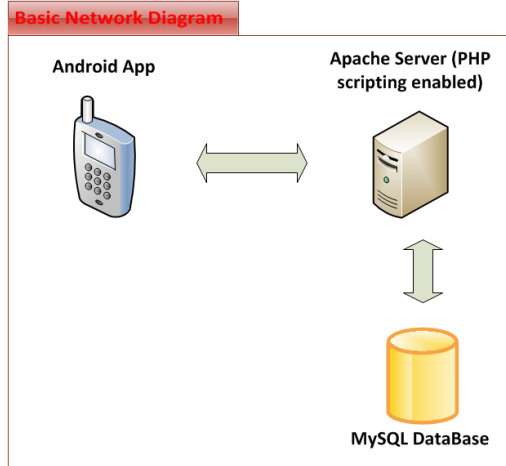 Basic Network Diagram
Android App
Apache Server (PHP
scripting enabled)
MySQL DataBase